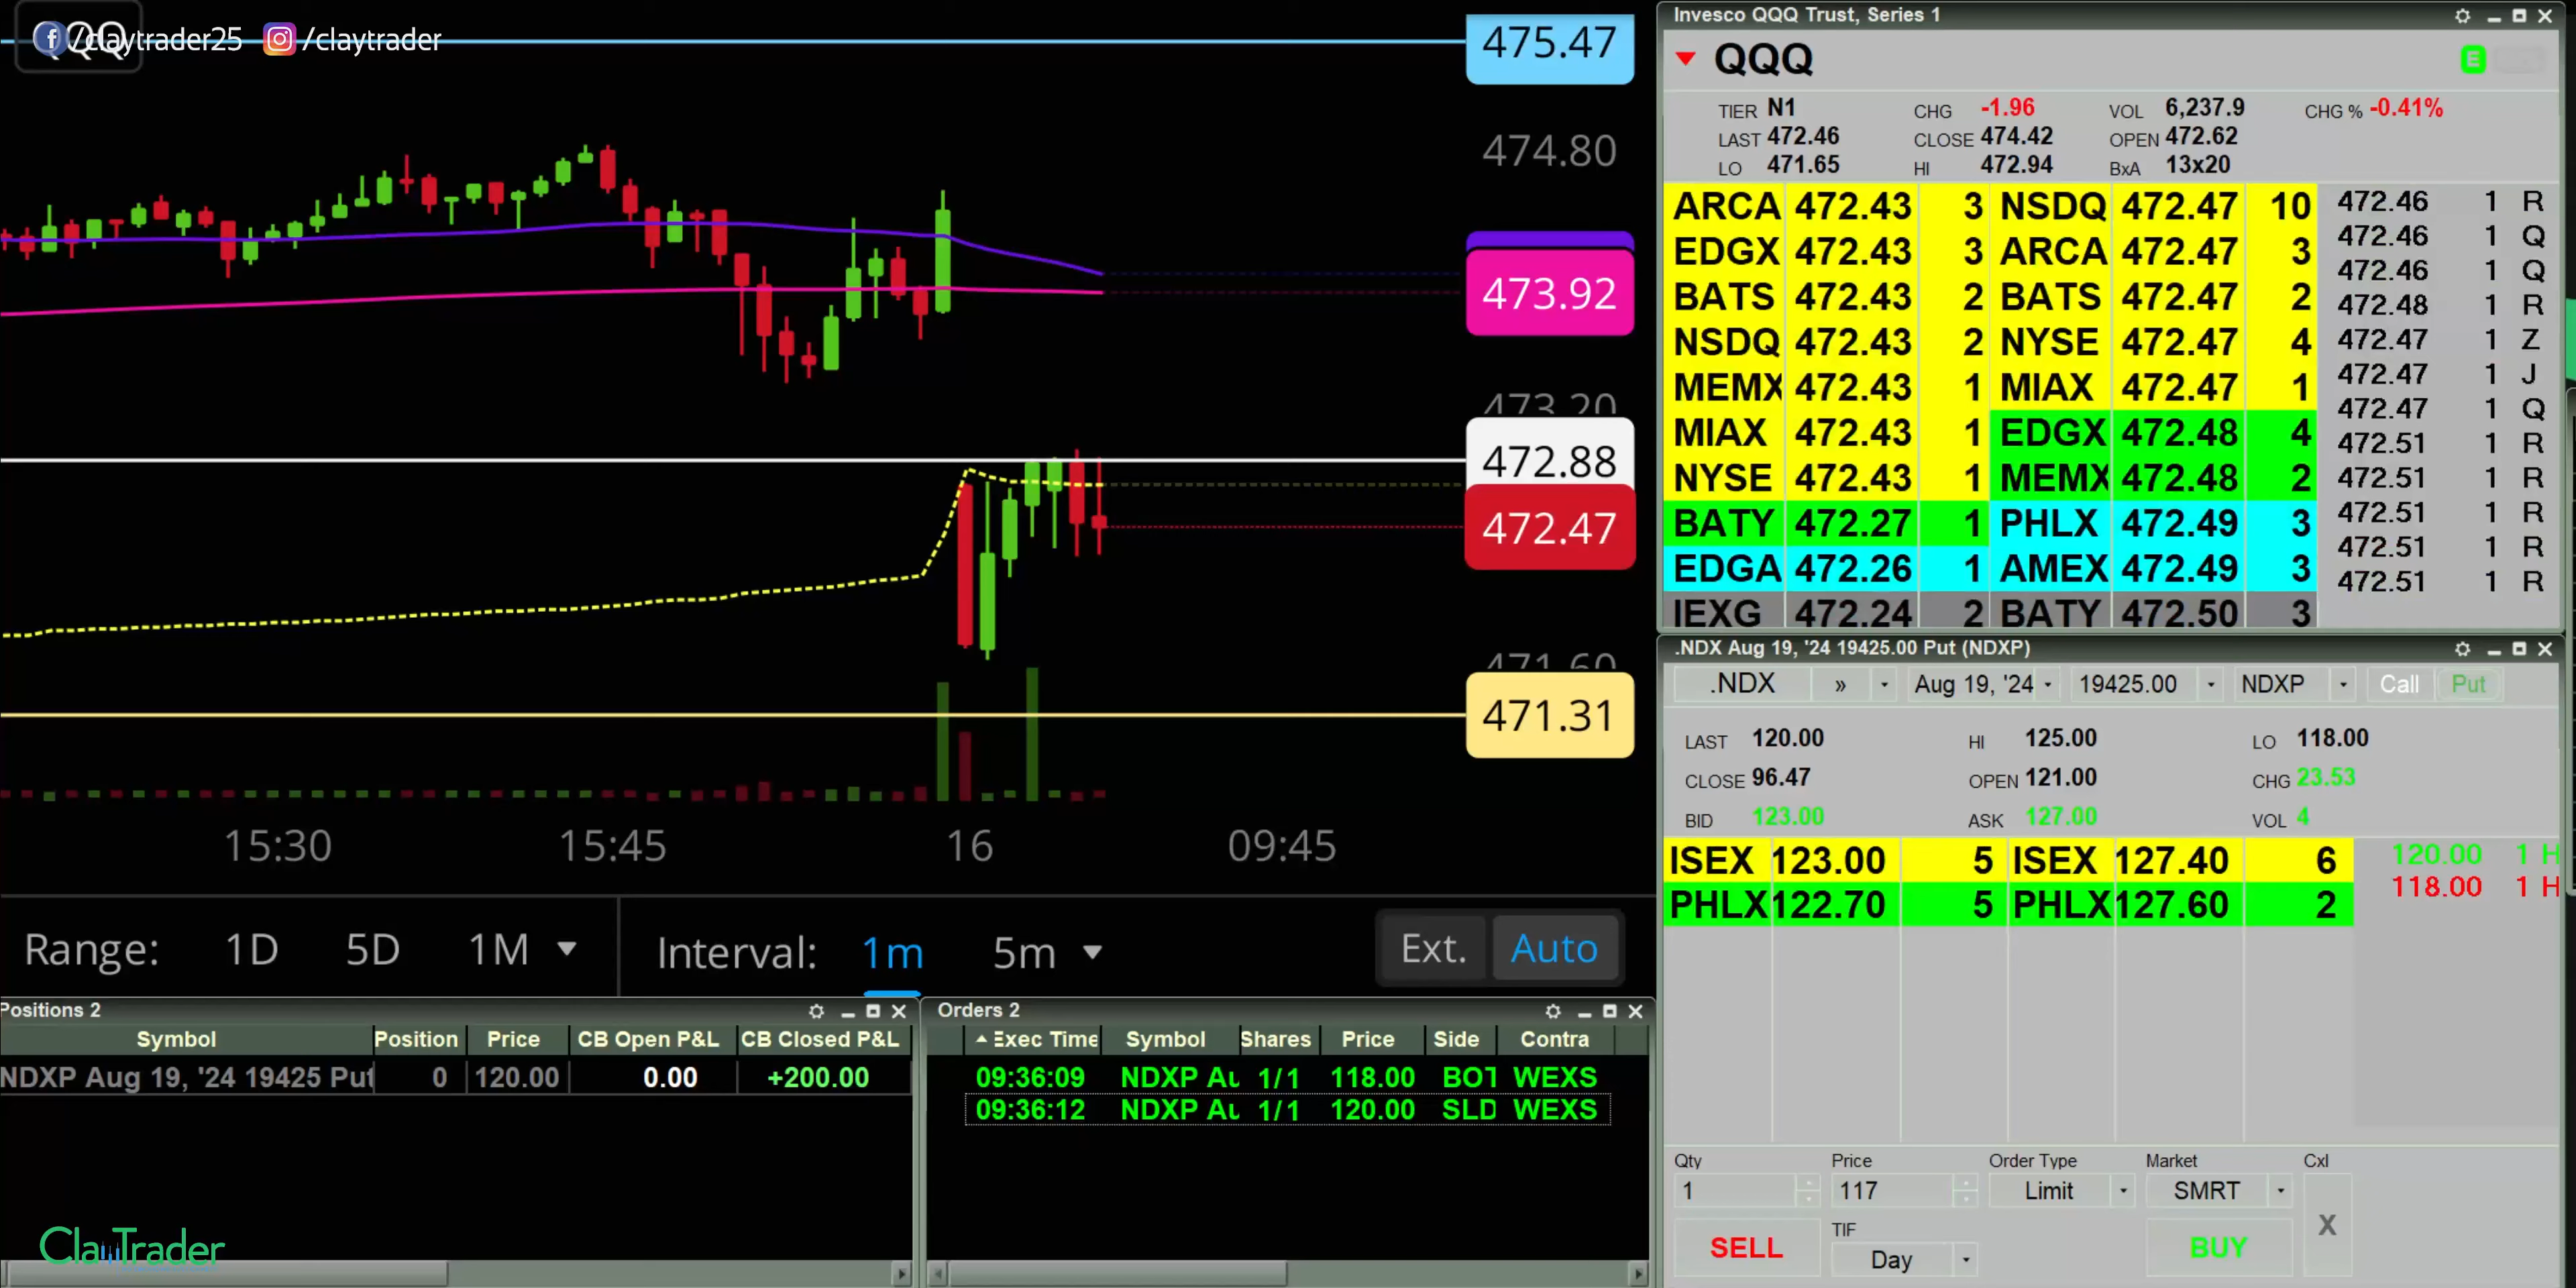 QQQ
/claytrader25 /claytrader
475.47
474.80
473.92
473.20
472.88
472.47
471.60
471.31
15:30 15:45 16 09:45
Range: 1D 5D 1M Interval: 1m 5m Ext. Auto
Positions 2
Symbol Position Price CB Open P&L CB Closed P&L
NDXP Aug 19, '24 19425 Put 0 120.00 0.00 +200.00
ClayTrader
Orders 2
Exec Time Symbol Shares Price Side Contra
09:36:09 NDXP Au 1/1 118.00 BOT WEXS
09:36:12 NDXP Au 1/1 120.00 SLD WEXS
Invesco QQQ Trust, Series 1
QQQ E
TIER N1 CHG -1.96 VOL 6,237.9 CHG % -0.41%
LAST 472.46 CLOSE 474.42 OPEN 472.62
LO 471.65 HI 472.94 BxA 13x20
ARCA 472.43 3 NSDQ 472.47 10
EDGX 472.43 3 ARCA 472.47 3
BATS 472.43 2 BATS 472.47 2
NSDQ 472.43 2 NYSE 472.47 4
MEMX 472.43 1 MIAX 472.47 1
MIAX 472.43 1 EDGX 472.48 4
NYSE 472.43 1 MEMX 472.48 2
BATY 472.27 1 PHLX 472.49 3
EDGA 472.26 1 AMEX 472.49 3
IEXG 472.24 2 BATY 472.50 3
472.46 1 R
472.46 1 Q
472.46 1 Q
472.48 1 R
472.47 1 Z
472.47 1 J
472.47 1 Q
472.51 1 R
472.51 1 R
472.51 1 R
472.51 1 R
472.51 1 R
.NDX Aug 19, '24 19425.00 Put (NDXP)
.NDX » Aug 19, '24 19425.00 NDXP Call Put
LAST 120.00 HI 125.00 LO 118.00
CLOSE 96.47 OPEN 121.00 CHG 23.53
BID 123.00 ASK 127.00 VOL 4
ISEX 123.00 5 ISEX 127.40 6
PHLX 122.70 5 PHLX 127.60 2
120.00 1 H
118.00 1 H
Qty Price Order Type Market Cxl
1 117 Limit SMRT X
SELL TIF Day BUY